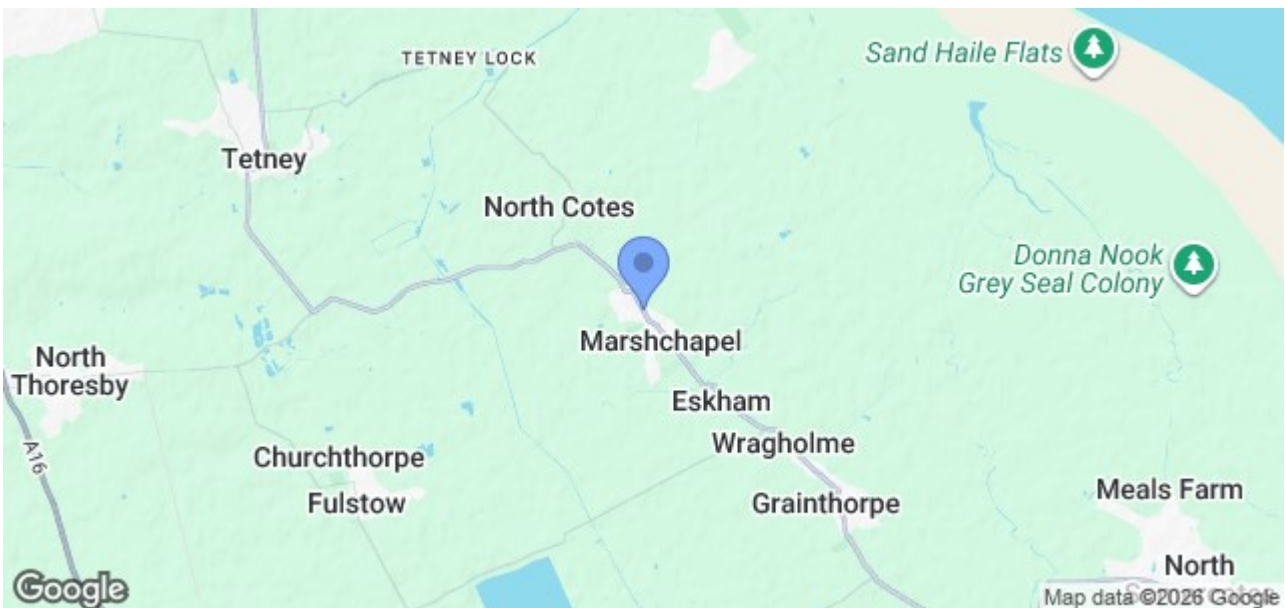 Sand Haile Flats
TETNEY LOCK
Tetney
North Cotes
Donna Nook
Grey Seal Colony
Marshchapel
North
Thoresby
Eskham
Wragholme
A16
Churchthorpe
Fulstow
Grainthorpe
Meals Farm
North
Google
Map data ©2026 Google